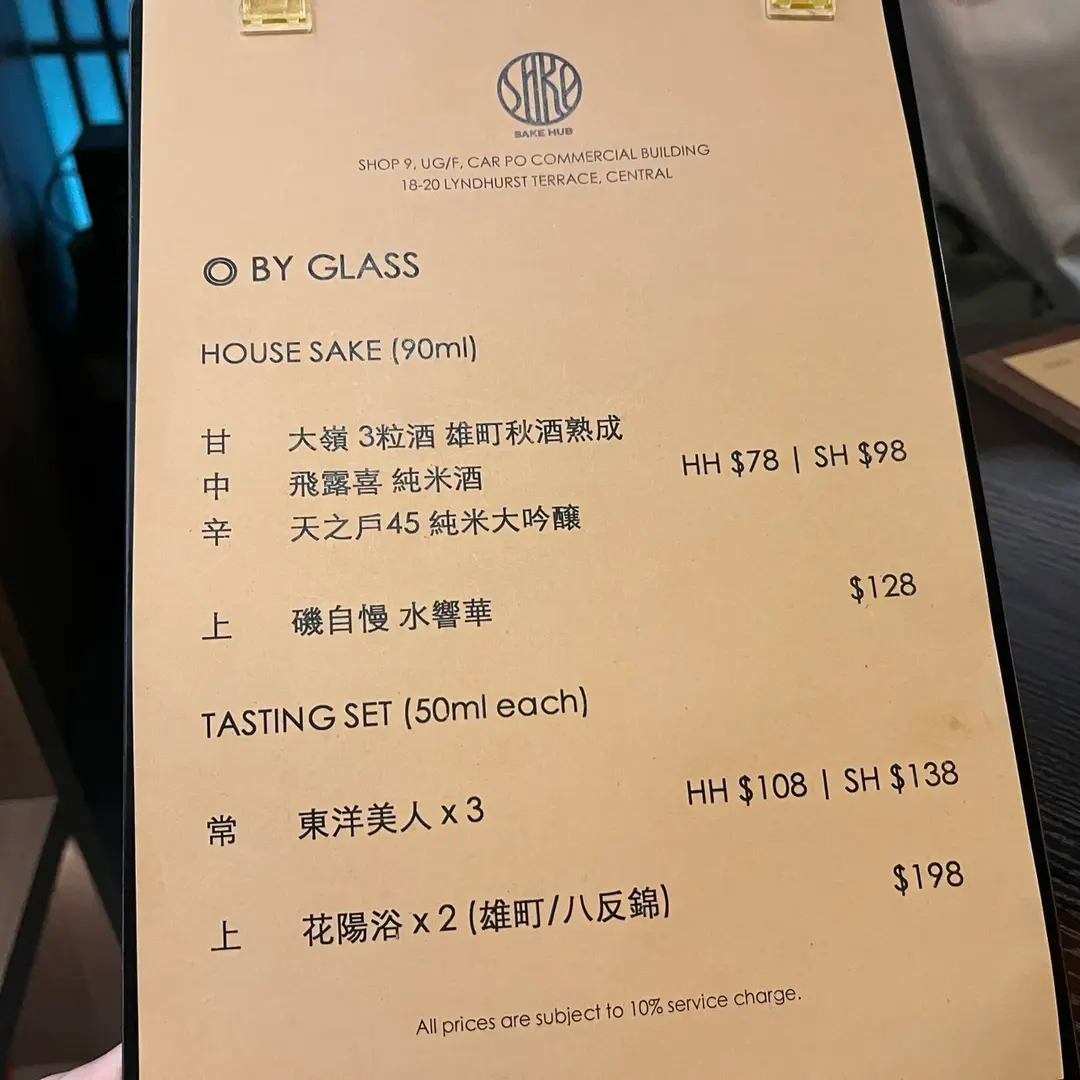 SAKE
SAKE HUB
SHOP 9, UG/F, CAR PO COMMERCIAL BUILDING
18-20 LYNDHURST TERRACE, CENTRAL
◎ BY GLASS
HOUSE SAKE (90ml)
甘 大嶺 3粒酒 雄町秋酒熟成
中 飛露喜 純米酒 HH $78 | SH $98
辛 天之戶45 純米大吟醸
上 磯自慢 水響華 $128
TASTING SET (50ml each)
常 東洋美人 x 3 HH $108 | SH $138
上 花陽浴 x 2 (雄町/八反錦) $198
All prices are subject to 10% service charge.